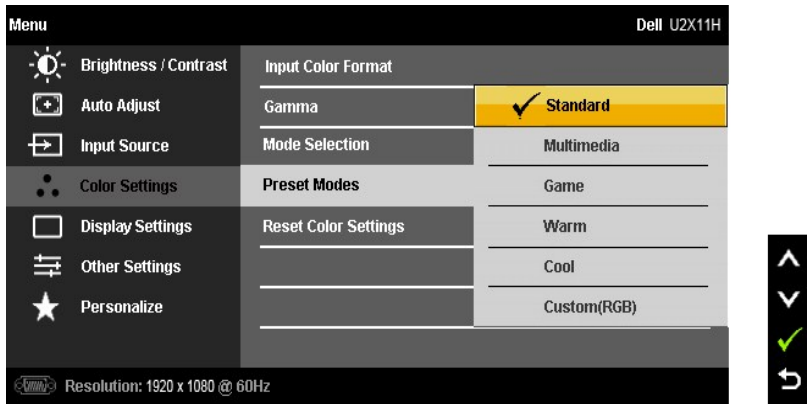 Menu Dell U2X11H
Brightness / Contrast Input Color Format
Auto Adjust Gamma Standard
Input Source Mode Selection Multimedia
Color Settings Preset Modes Game
Display Settings Reset Color Settings Warm
Other Settings Cool
Personalize Custom(RGB)
Resolution: 1920 x 1080 @ 60Hz